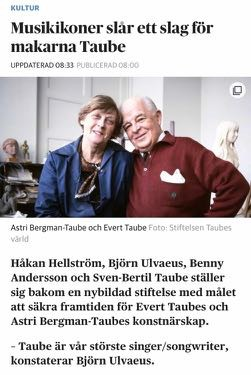 KULTUR
Musikikoner slår ett slag för
makarna Taube
UPPDATERAD 08:33 PUBLICERAD 08:00
Astri Bergman-Taube och Evert Taube Foto: Stiftelsen Taubes
värld
Håkan Hellström, Björn Ulvaeus, Benny
Andersson och Sven-Bertil Taube ställer
sig bakom en nybildad stiftelse med målet
att säkra framtiden för Evert Taubes och
Astri Bergman-Taubes konstnärskap.
– Taube är vår störste singer/songwriter,
konstaterar Björn Ulvaeus.